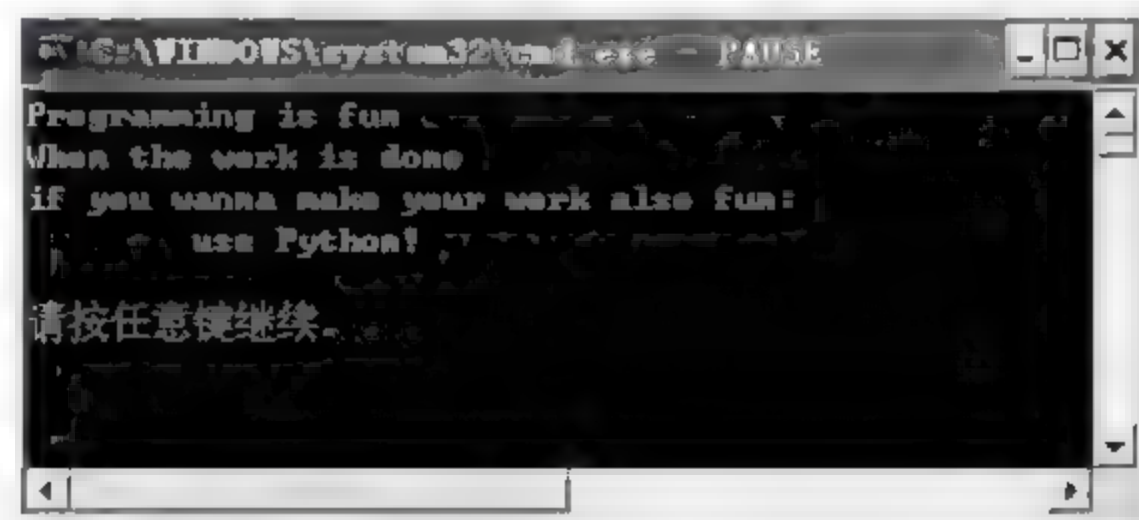 C:\WINDOWS\system32\cmd.exe - PAUSE
Programming is fun
When the work is done
if you wanna make your work also fun:
use Python!
请按任意键继续. . .